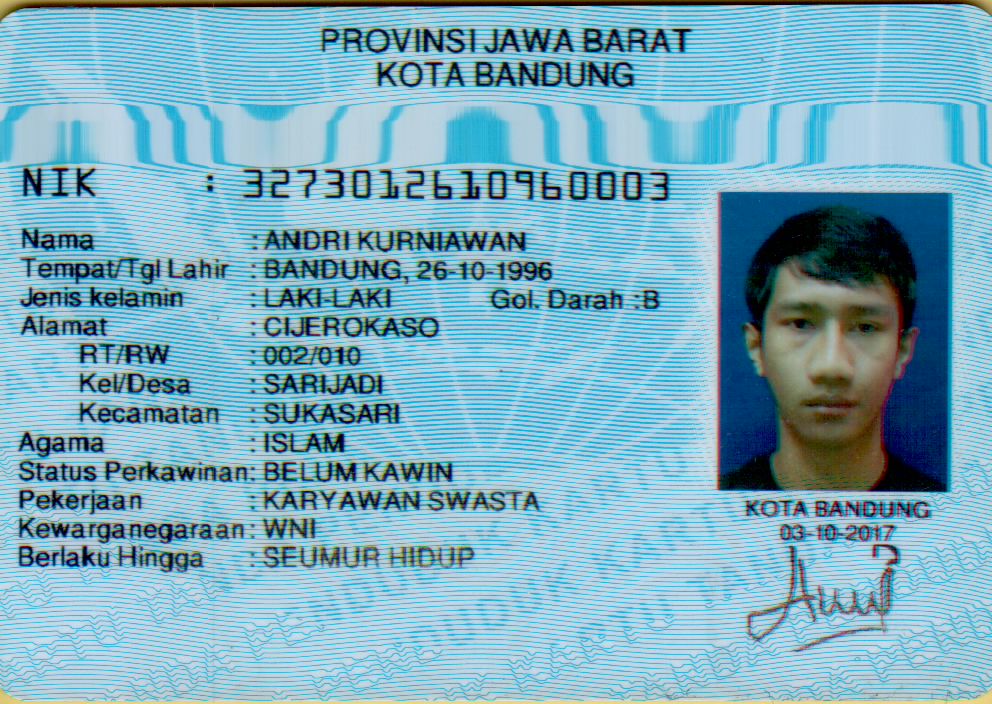 PROVINSI JAWA BARAT
KOTA BANDUNG
NIK : 3273012610960003
Nama : ANDRI KURNIAWAN
Tempat/Tgl Lahir : BANDUNG, 26-10-1996
Jenis kelamin : LAKI-LAKI Gol. Darah :B
Alamat : CIJEROKASO
RT/RW : 002/010
Kel/Desa : SARIJADI
Kecamatan : SUKASARI
Agama : ISLAM
Status Perkawinan: BELUM KAWIN
Pekerjaan : KARYAWAN SWASTA
Kewarganegaraan: WNI
Berlaku Hingga : SEUMUR HIDUP
KOTA BANDUNG
03-10-2017